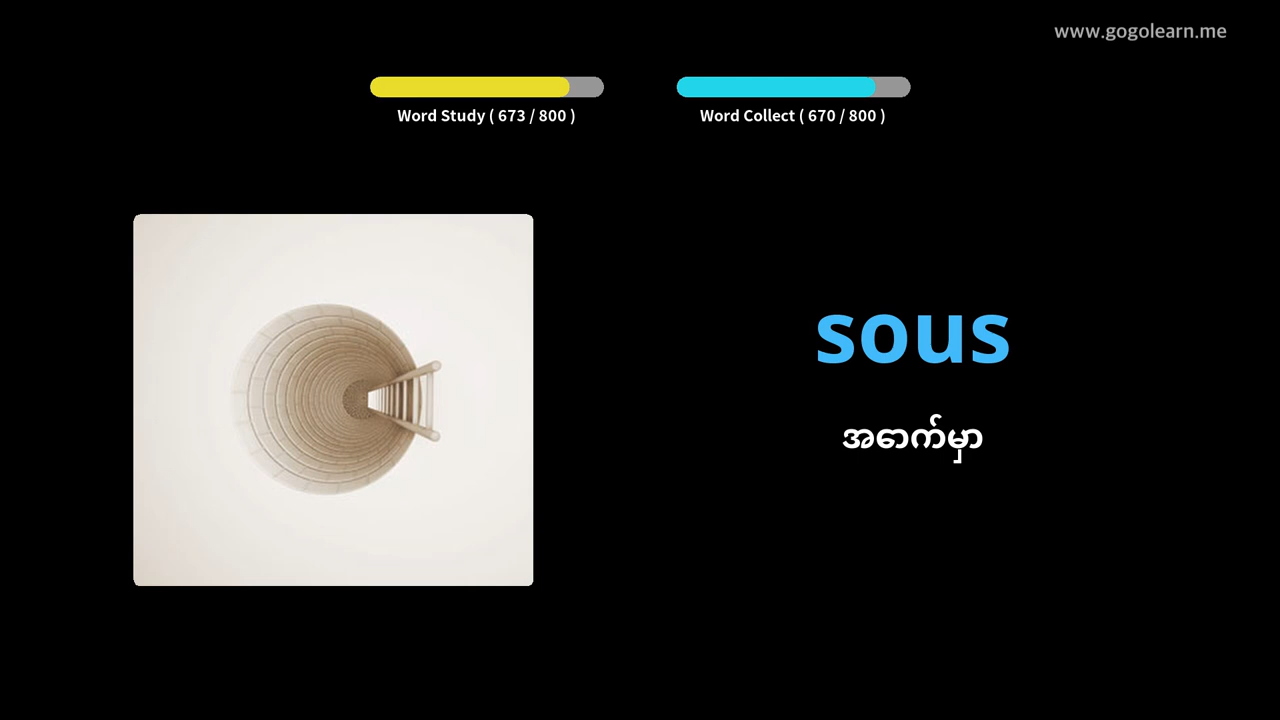 www.gogolearn.me
Word Study ( 673 / 800 )
Word Collect ( 670 / 800 )
sous
အောက်မှာ